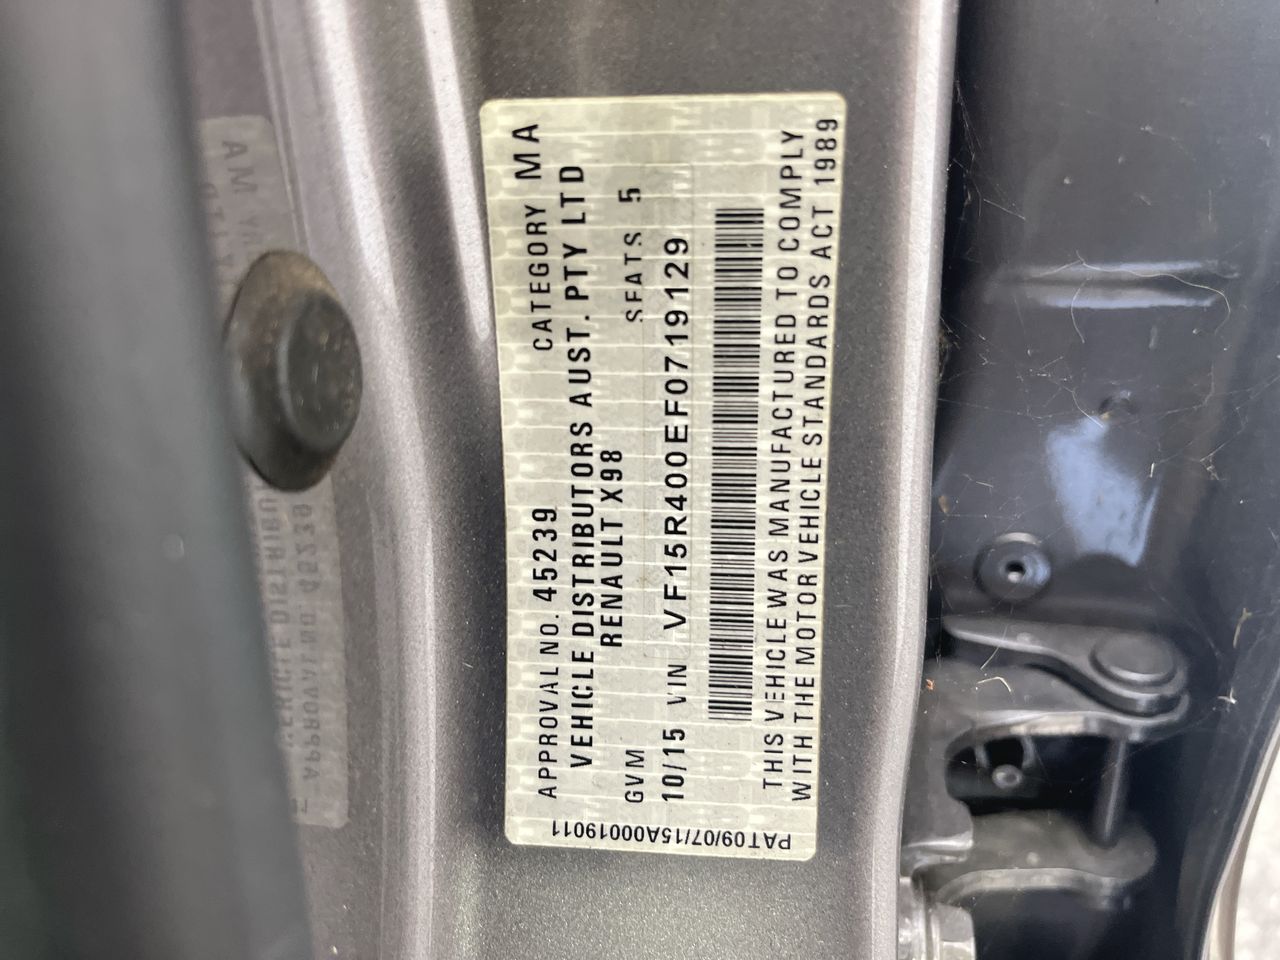 APPROVAL NO. 45239 CATEGORY MA
VEHICLE DISTRIBUTORS AUST. PTY LTD
RENAULT X98
GVM SEATS 5
10/15 VIN VF15R400EF0719129
THIS VEHICLE WAS MANUFACTURED TO COMPLY
WITH THE MOTOR VEHICLE STANDARDS ACT 1989
PAT09/07/15A00019011